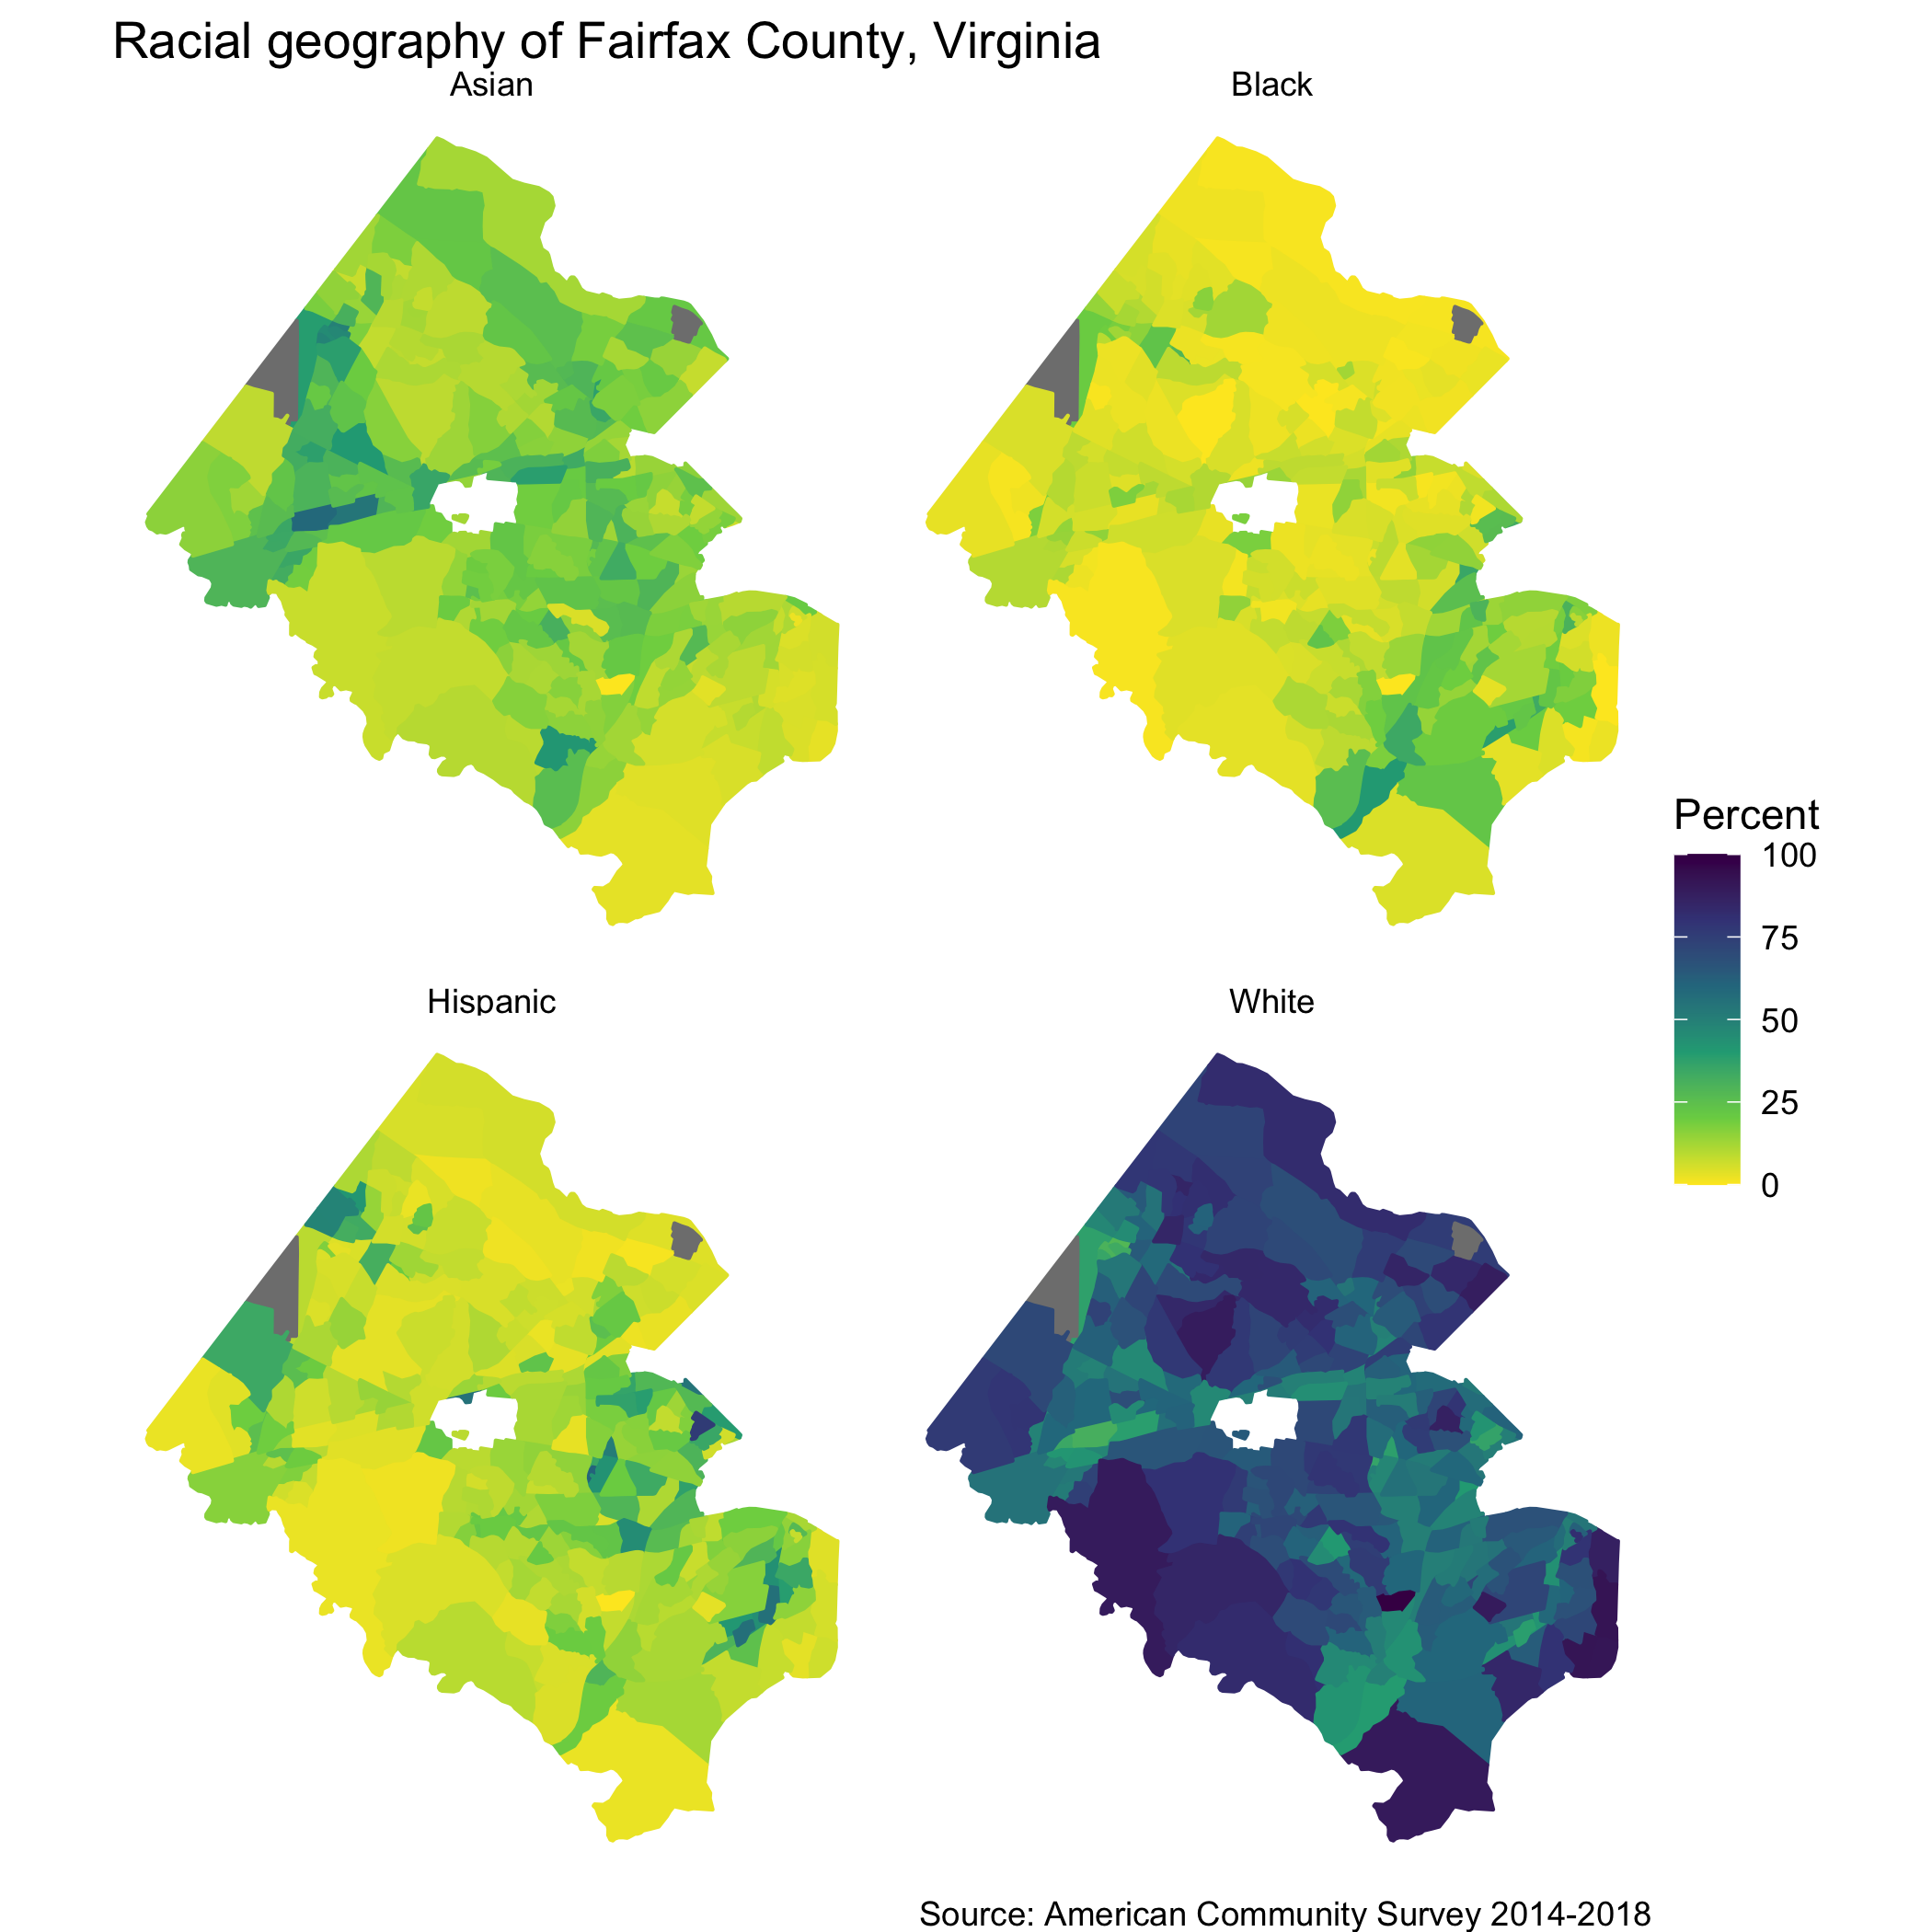 Racial geography of Fairfax County, Virginia
Asian
Black
Percent
100
75
50
25
0
Hispanic
White
Source: American Community Survey 2014-2018